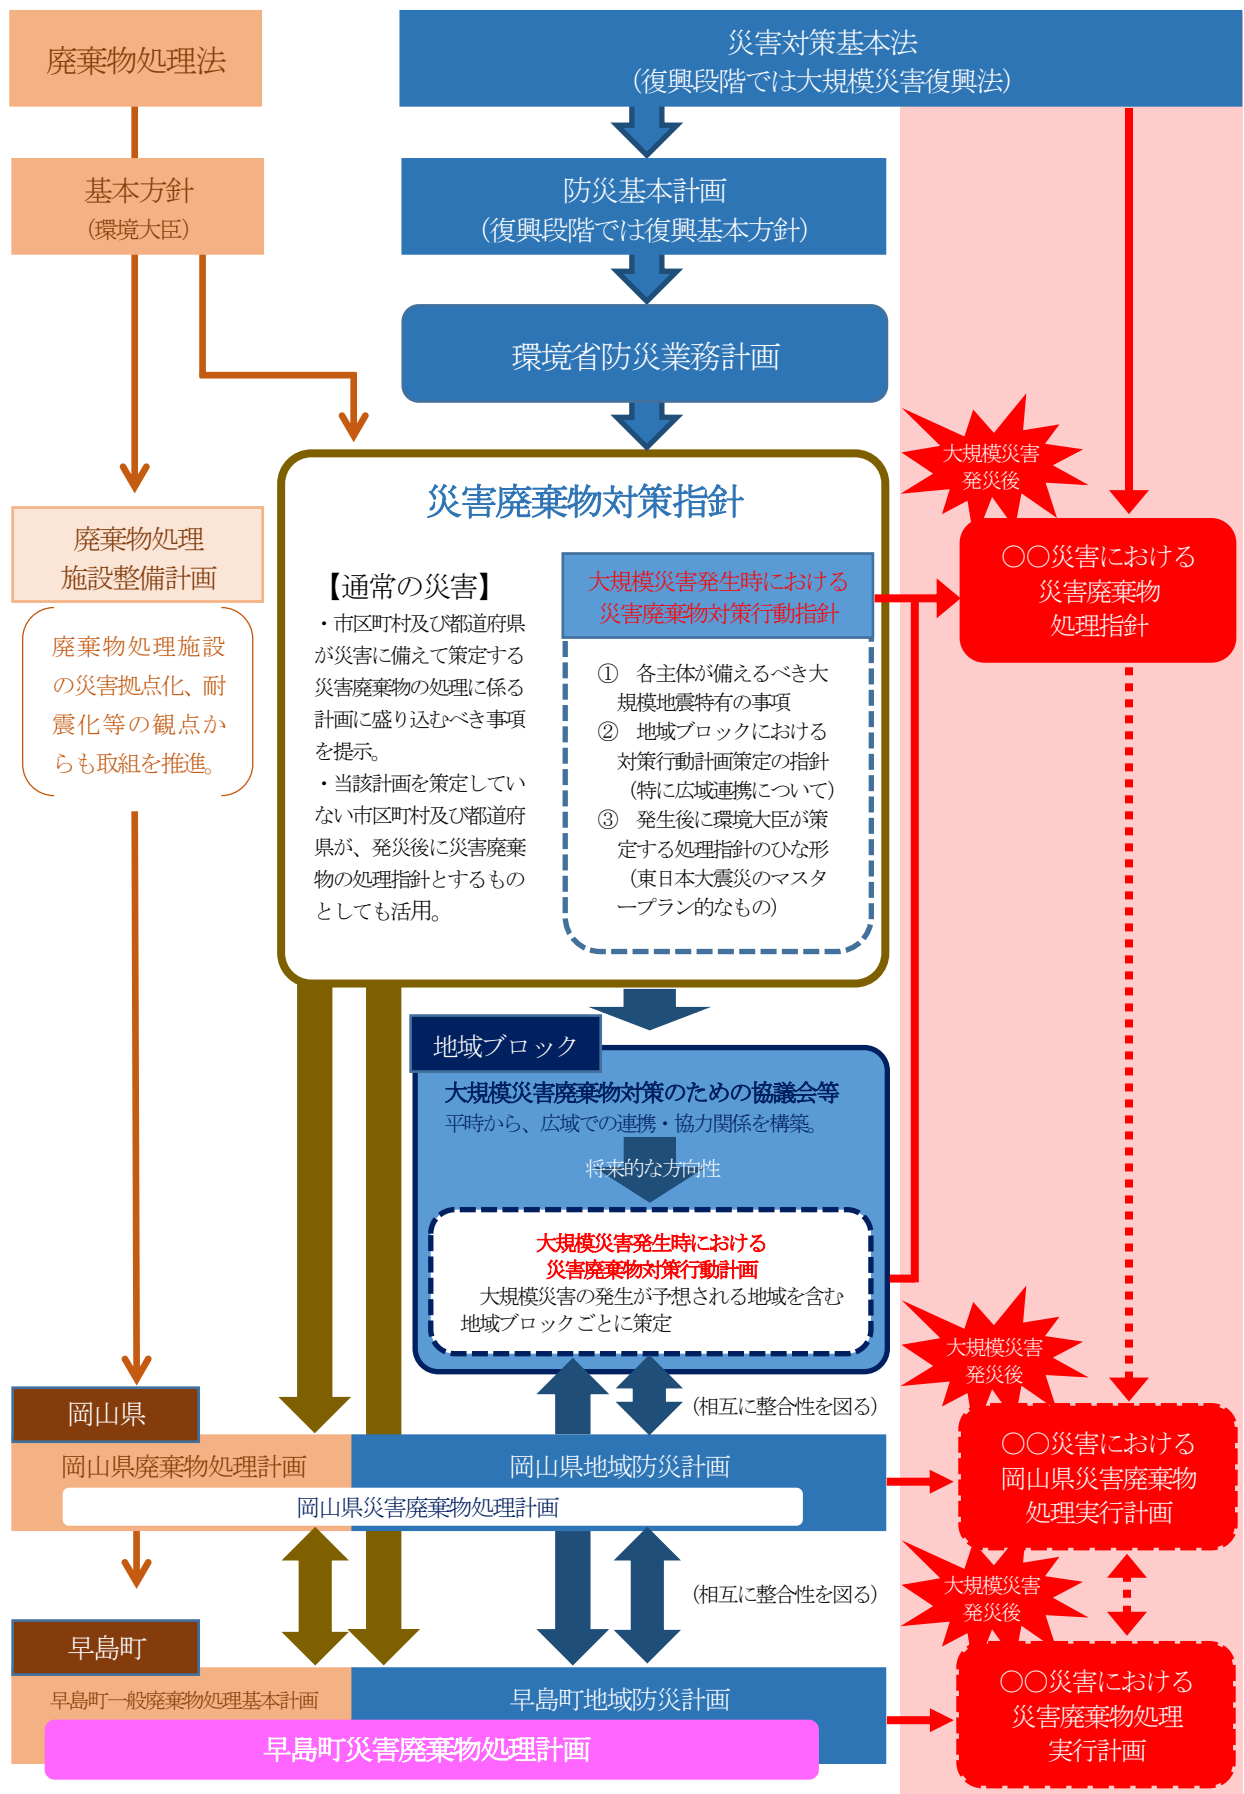 廃棄物処理法
災害対策基本法
（復興段階では大規模災害復興法）
基本方針
（環境大臣）
防災基本計画
（復興段階では復興基本方針）
環境省防災業務計画
大規模災害
発災後
災害廃棄物対策指針
廃棄物処理
施設整備計画
廃棄物処理施設
の災害拠点化、耐
震化等の観点か
らも取組を推進。
【通常の災害】
・市区町村及び都道府県
が災害に備えて策定する
災害廃棄物の処理に係る
計画に盛り込むべき事項
を提示。
・当該計画を策定してい
ない市区町村及び都道府
県が、発災後に災害廃棄
物の処理指針とするもの
としても活用。
大規模災害発生時における
災害廃棄物対策行動指針
①　各主体が備えるべき大
規模地震特有の事項
②　地域ブロックにおける
対策行動計画策定の指針
（特に広域連携について）
③　発生後に環境大臣が策
定する処理指針のひな形
（東日本大震災のマスタ
ープラン的なもの）
〇〇災害における
災害廃棄物
処理指針
地域ブロック
大規模災害廃棄物対策のための協議会等
平時から、広域での連携・協力関係を構築。
将来的な方向性
大規模災害発生時における
災害廃棄物対策行動計画
大規模災害の発生が予想される地域を含む
地域ブロックごとに策定
大規模災害
発災後
（相互に整合性を図る）
岡山県
岡山県廃棄物処理計画
岡山県地域防災計画
岡山県災害廃棄物処理計画
〇〇災害における
岡山県災害廃棄物
処理実行計画
大規模災害
発災後
（相互に整合性を図る）
早島町
早島町一般廃棄物処理基本計画
早島町地域防災計画
早島町災害廃棄物処理計画
〇〇災害における
災害廃棄物処理
実行計画